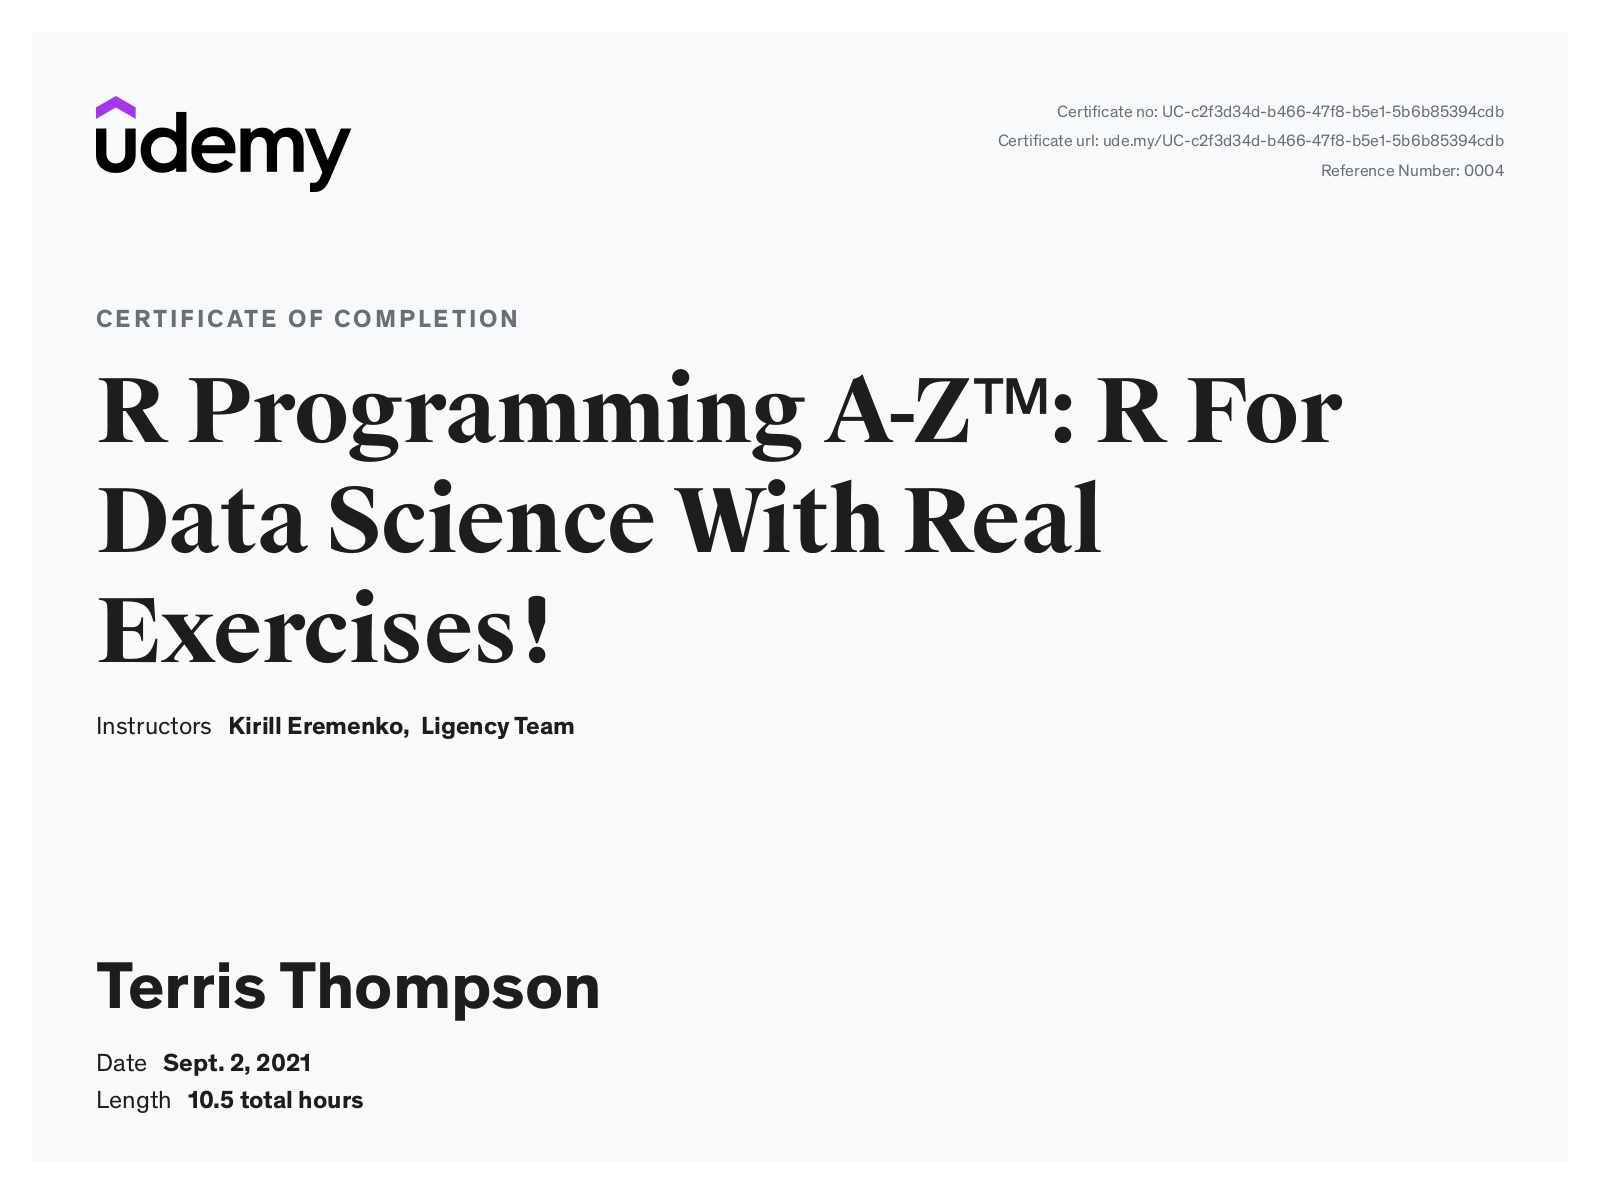 udemy
Certificate no: UC-c2f3d34d-b466-47f8-b5e1-5b6b85394cdb
Certificate url: ude.my/UC-c2f3d34d-b466-47f8-b5e1-5b6b85394cdb
Reference Number: 0004
CERTIFICATE OF COMPLETION
R Programming A-Z™: R For
Data Science With Real
Exercises!
Instructors Kirill Eremenko, Ligency Team
Terris Thompson
Date Sept. 2, 2021
Length 10.5 total hours